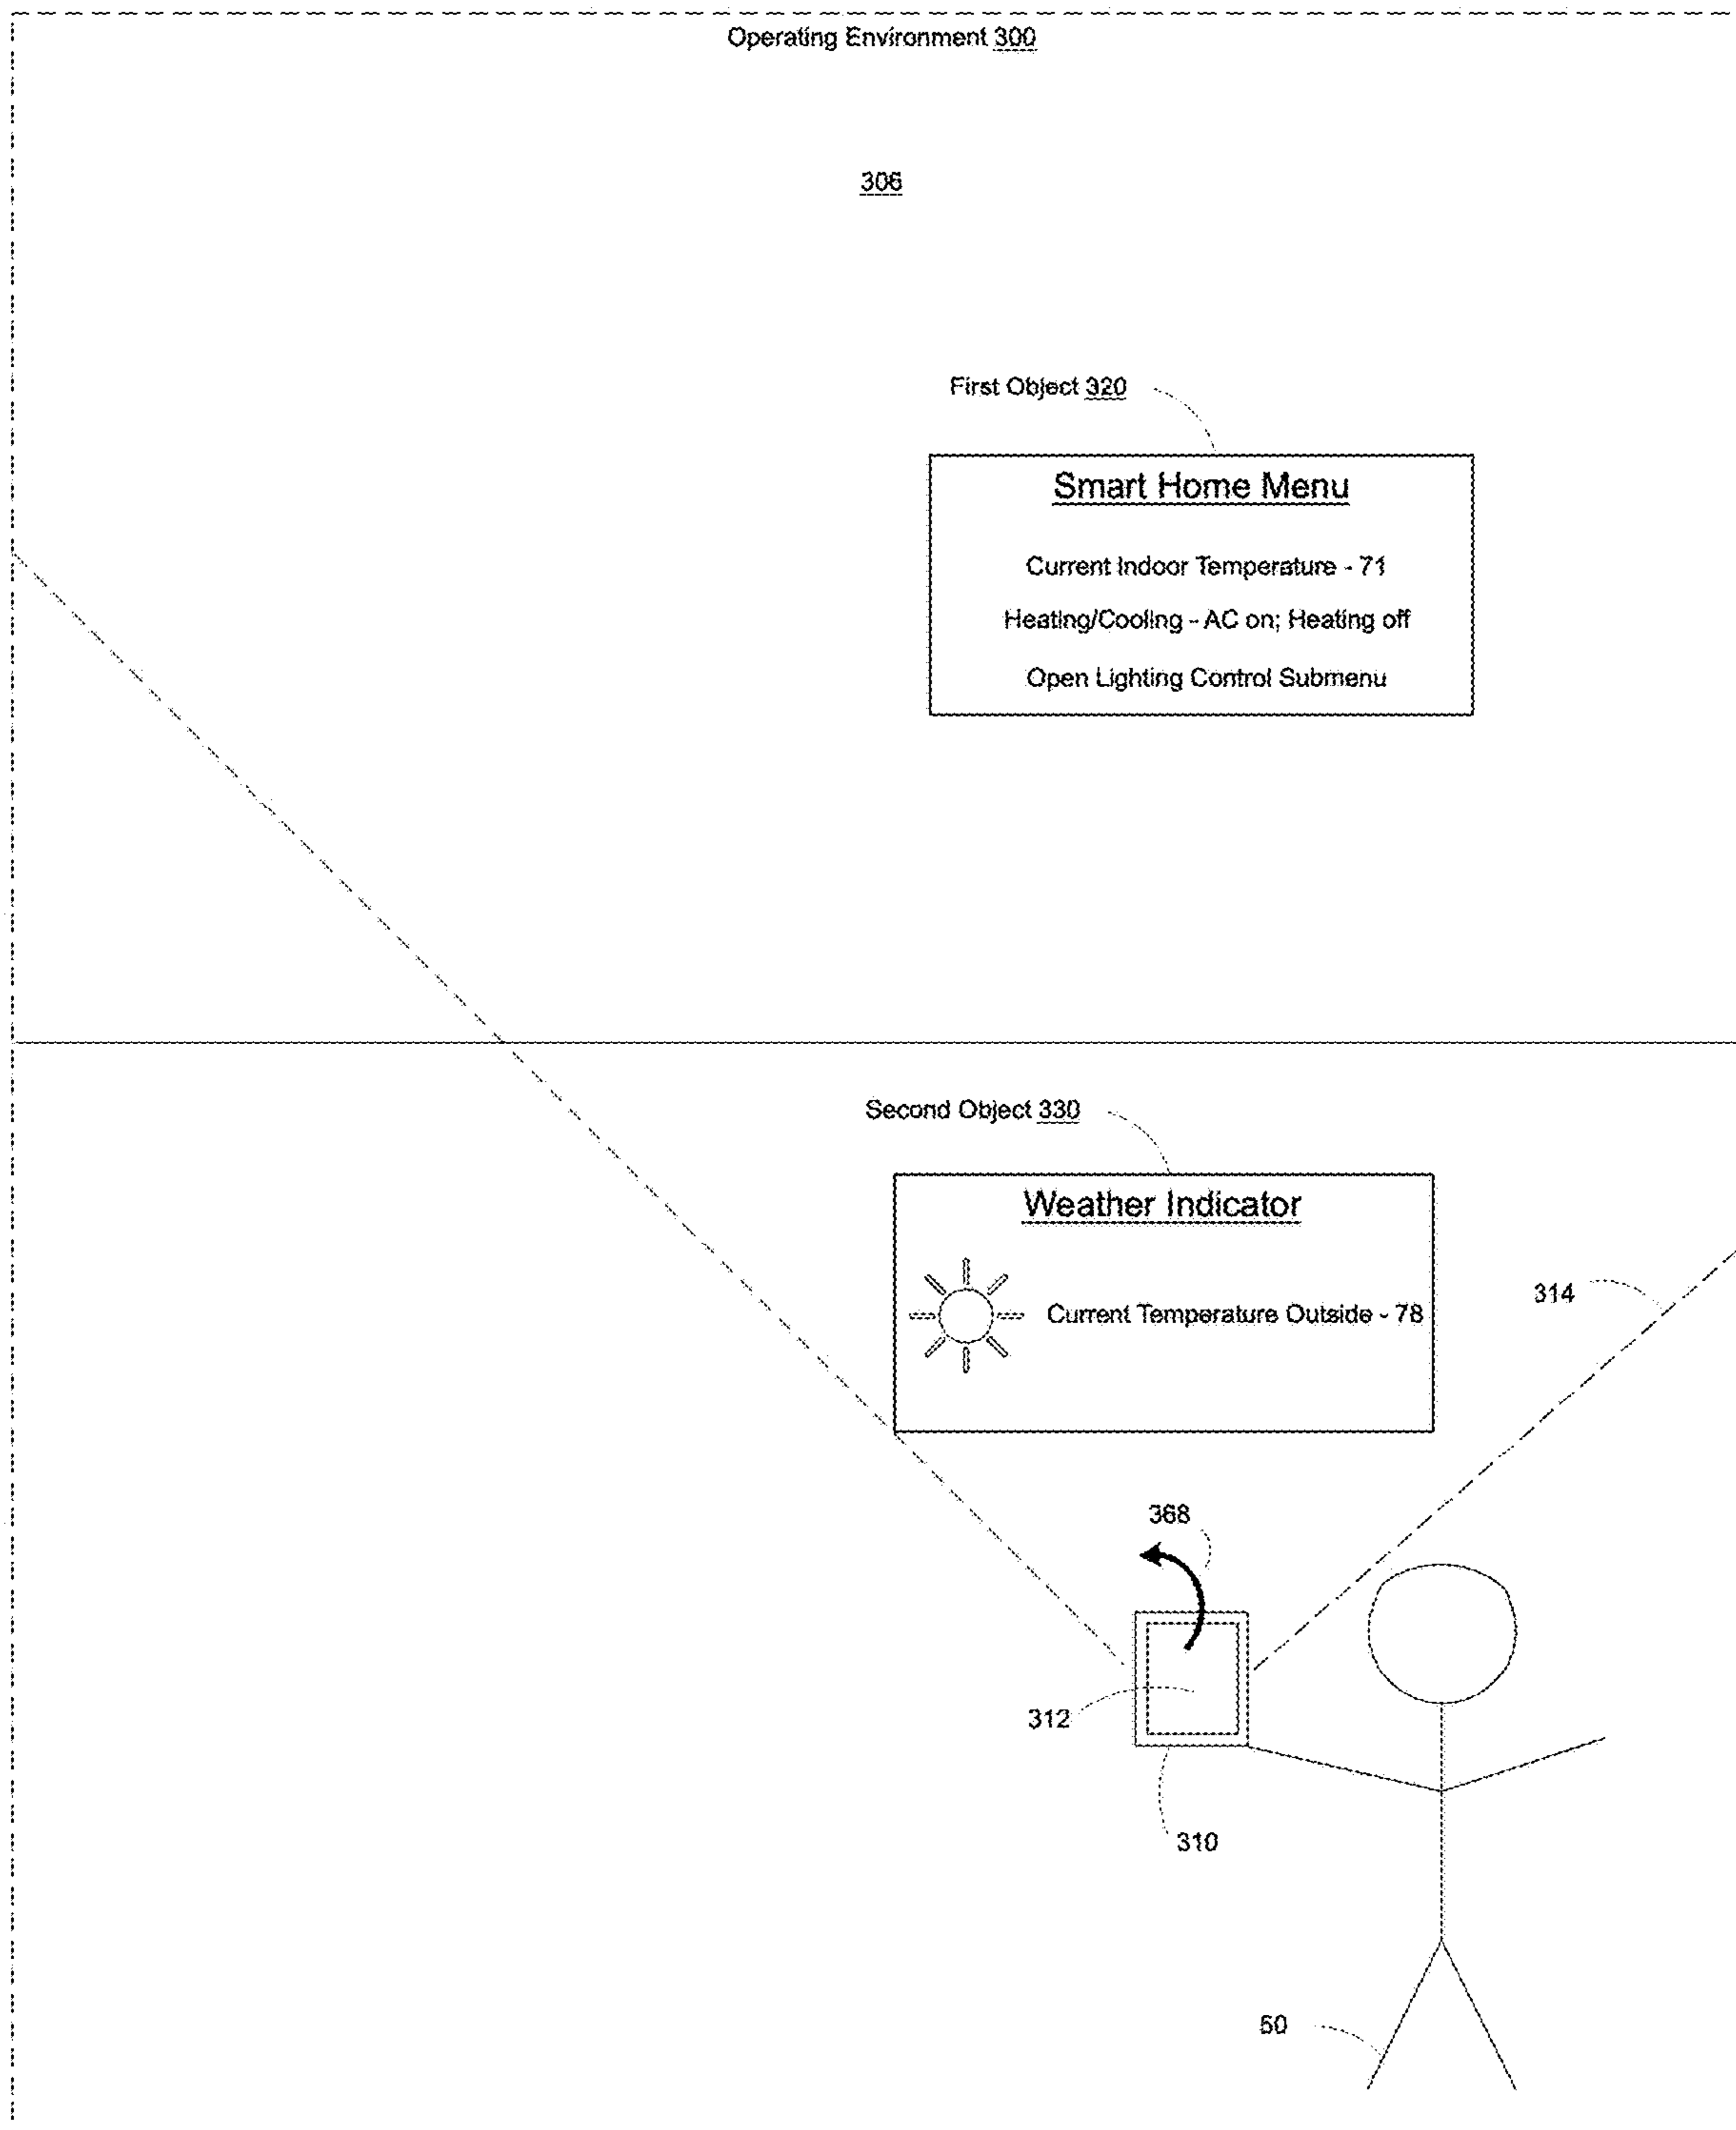 Operating Environment 300
306
First Object 320
Smart Home Menu
Current Indoor Temperature - 71
Heating/Cooling - AC on; Heating off
Open Lighting Control Submenu
Second Object 330
Weather Indicator
314
Current Temperature Outside - 78
368
312
310
50